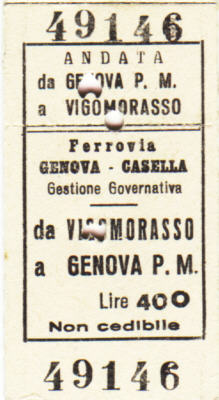 49146
ANDATA
da GENOVA P. M.
a VIGOMORASSO
Ferrovia
GENOVA - CASELLA
Gestione Governativa
da VIGOMORASSO
a GENOVA P. M.
Lire 400
Non cedibile
49146